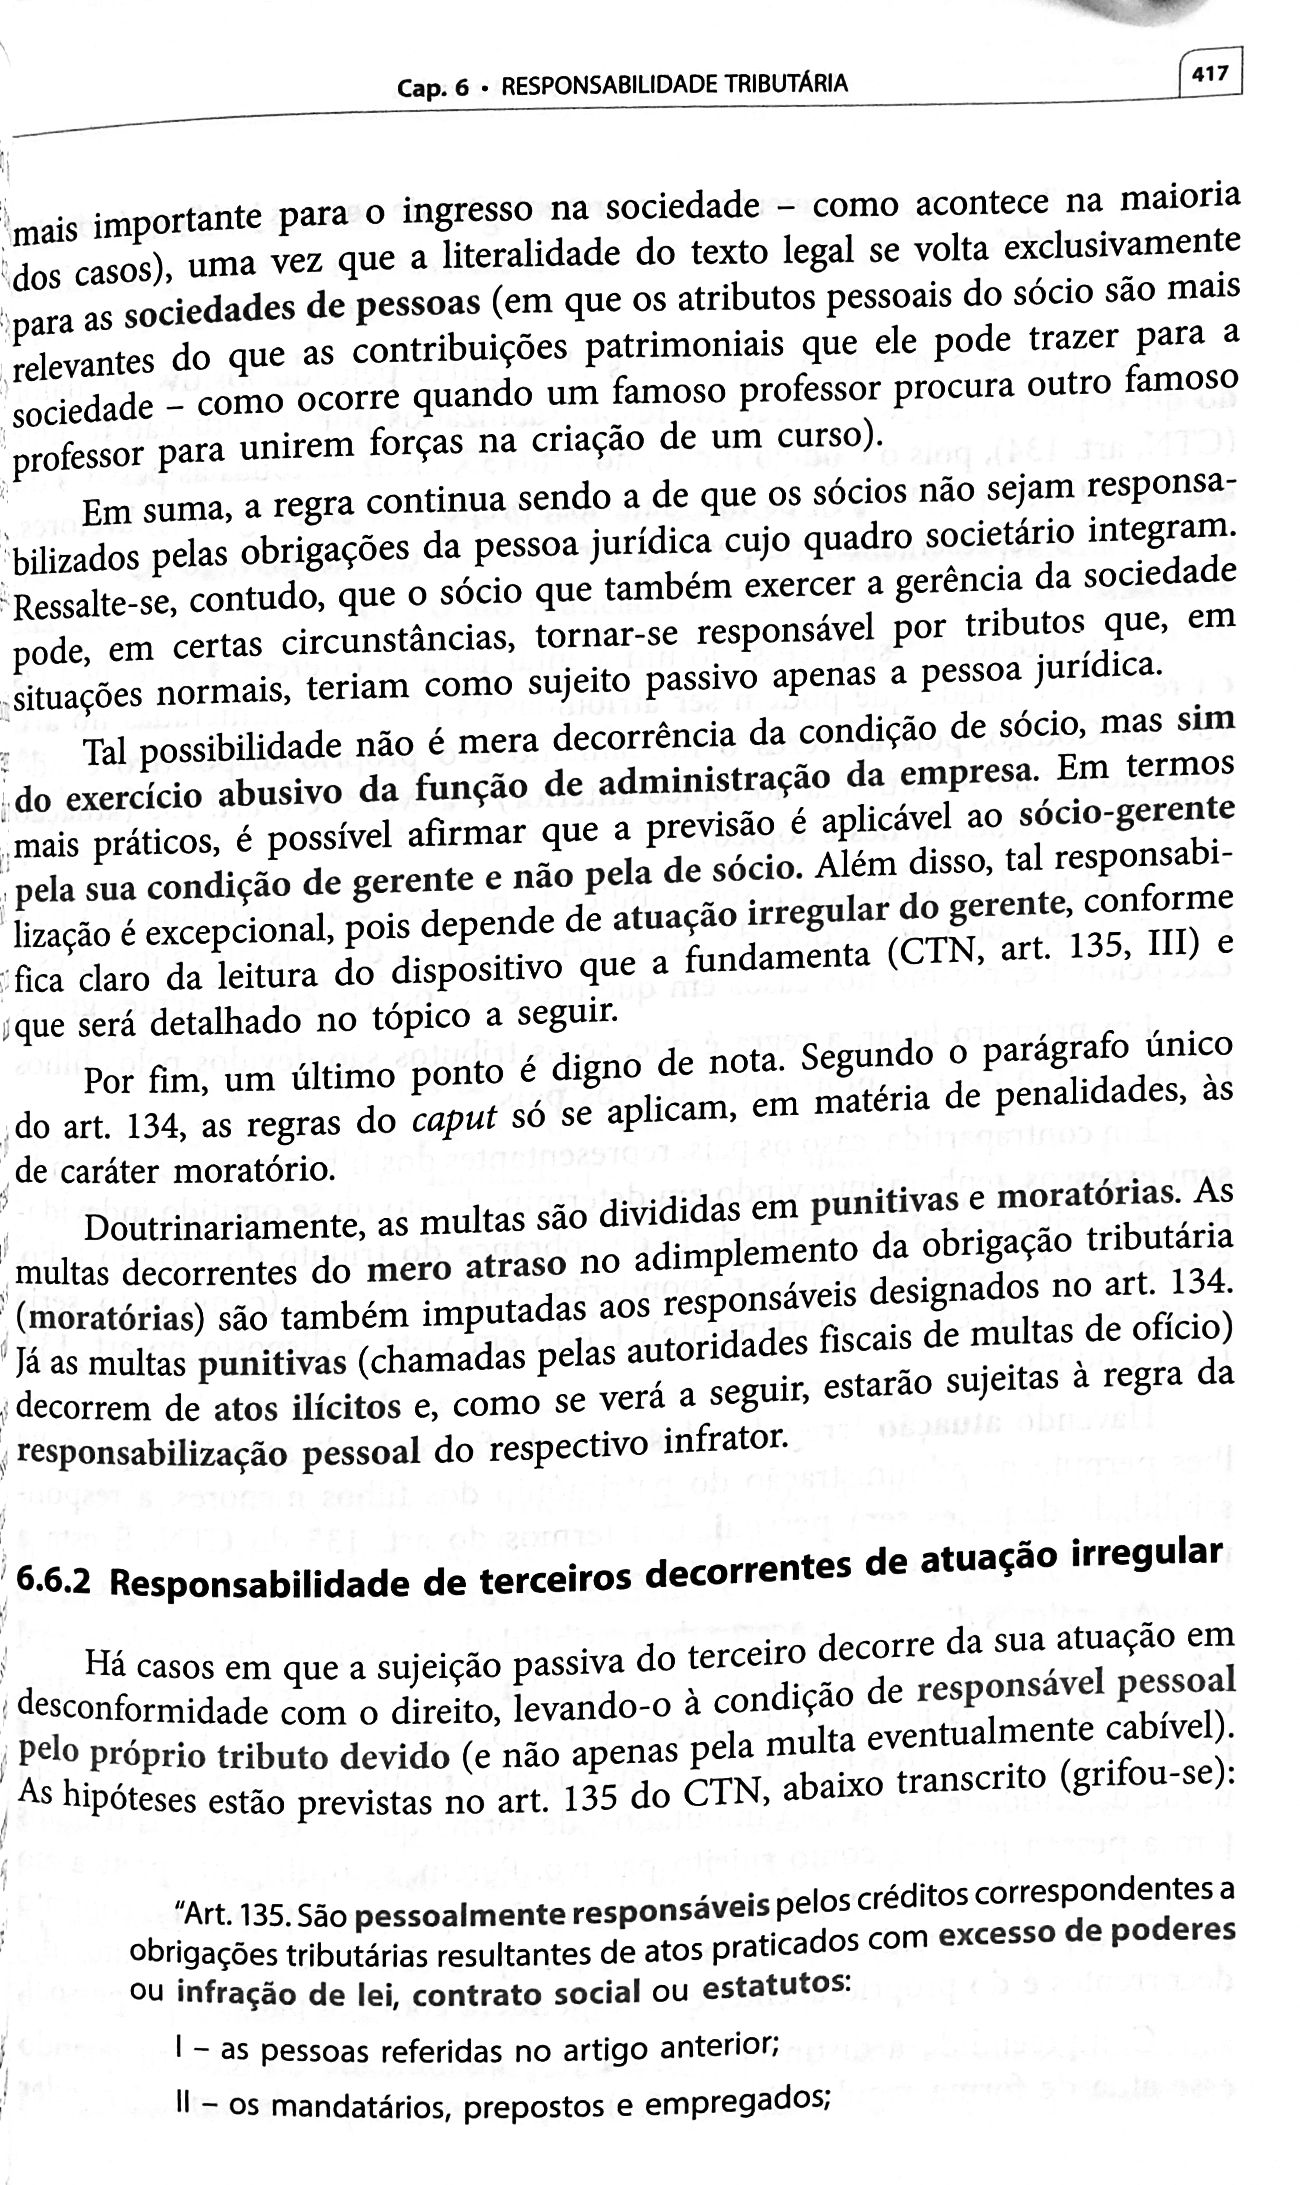 Cap. 6 • RESPONSABILIDADE TRIBUTÁRIA
417
mais importante para o ingresso na sociedade – como acontece na maioria
dos casos), uma vez que a literalidade do texto legal se volta exclusivamente
para as sociedades de pessoas (em que os atributos pessoais do sócio são mais
relevantes do que as contribuições patrimoniais que ele pode trazer para a
sociedade – como ocorre quando um famoso professor procura outro famoso
professor para unirem forças na criação de um curso).
Em suma, a regra continua sendo a de que os sócios não sejam responsa-
bilizados pelas obrigações da pessoa jurídica cujo quadro societário integram.
Ressalte-se, contudo, que o sócio que também exercer a gerência da sociedade
pode, em certas circunstâncias, tornar-se responsável por tributos que, em
situações normais, teriam como sujeito passivo apenas a pessoa jurídica.
Tal possibilidade não é mera decorrência da condição de sócio, mas sim
do exercício abusivo da função de administração da empresa. Em termos
mais práticos, é possível afirmar que a previsão é aplicável ao sócio-gerente
pela sua condição de gerente e não pela de sócio. Além disso, tal responsabi-
lização é excepcional, pois depende de atuação irregular do gerente, conforme
fica claro da leitura do dispositivo que a fundamenta (CTN, art. 135, III) e
que será detalhado no tópico a seguir.
Por fim, um último ponto é digno de nota. Segundo o parágrafo único
do art. 134, as regras do caput só se aplicam, em matéria de penalidades, às
de caráter moratório.
Doutrinariamente, as multas são divididas em punitivas e moratórias. As
multas decorrentes do mero atraso no adimplemento da obrigação tributária
(moratórias) são também imputadas aos responsáveis designados no art. 134.
Já as multas punitivas (chamadas pelas autoridades fiscais de multas de ofício)
decorrem de atos ilícitos e, como se verá a seguir, estarão sujeitas à regra da
responsabilização pessoal do respectivo infrator.
6.6.2 Responsabilidade de terceiros decorrentes de atuação irregular
Há casos em que a sujeição passiva do terceiro decorre da sua atuação em
desconformidade com o direito, levando-o à condição de responsável pessoal
pelo próprio tributo devido (e não apenas pela multa eventualmente cabível).
As hipóteses estão previstas no art. 135 do CTN, abaixo transcrito (grifou-se):
"Art. 135. São pessoalmente responsáveis pelos créditos correspondentes a
obrigações tributárias resultantes de atos praticados com excesso de poderes
ou infração de lei, contrato social ou estatutos:
I – as pessoas referidas no artigo anterior;
II – os mandatários, prepostos e empregados;